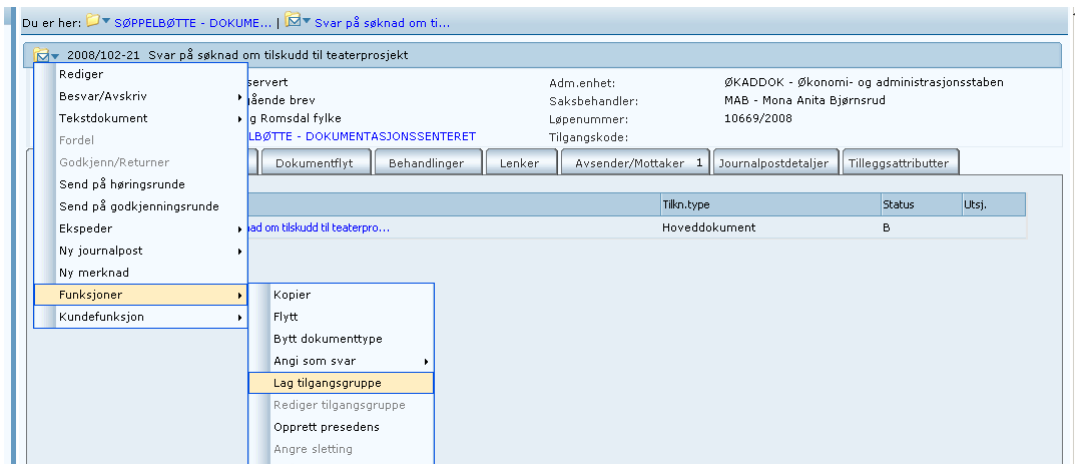 Du er her: SØPPELBØTTE - DOKUME... | Svar på søknad om ti...
2008/102-21 Svar på søknad om tilskudd til teaterprosjekt
Rediger
Besvar/Avskriv
Tekstdokument
Fordel
Godkjenn/Returner
Send på høringsrunde
Send på godkjenningsrunde
Ekspeder
Ny journalpost
Ny merknad
Funksjoner
Kundefunksjon
servert
gående brev
g Romsdal fylke
LBØTTE - DOKUMENTASJONSSENTERET
Adm.enhet: ØKADDOK - Økonomi- og administrasjonsstaben
Saksbehandler: MAB - Mona Anita Bjørnsrud
Løpenummer: 10669/2008
Tilgangskode:
Dokumentflyt Behandlinger Lenker Avsender/Mottaker 1 Journalpostdetaljer Tilleggsattributter
Tilkn.type Status Utsj.
ad om tilskudd til teaterpro... Hoveddokument B
Kopier
Flytt
Bytt dokumenttype
Angi som svar
Lag tilgangsgruppe
Rediger tilgangsgruppe
Opprett presedens
Angre sletting